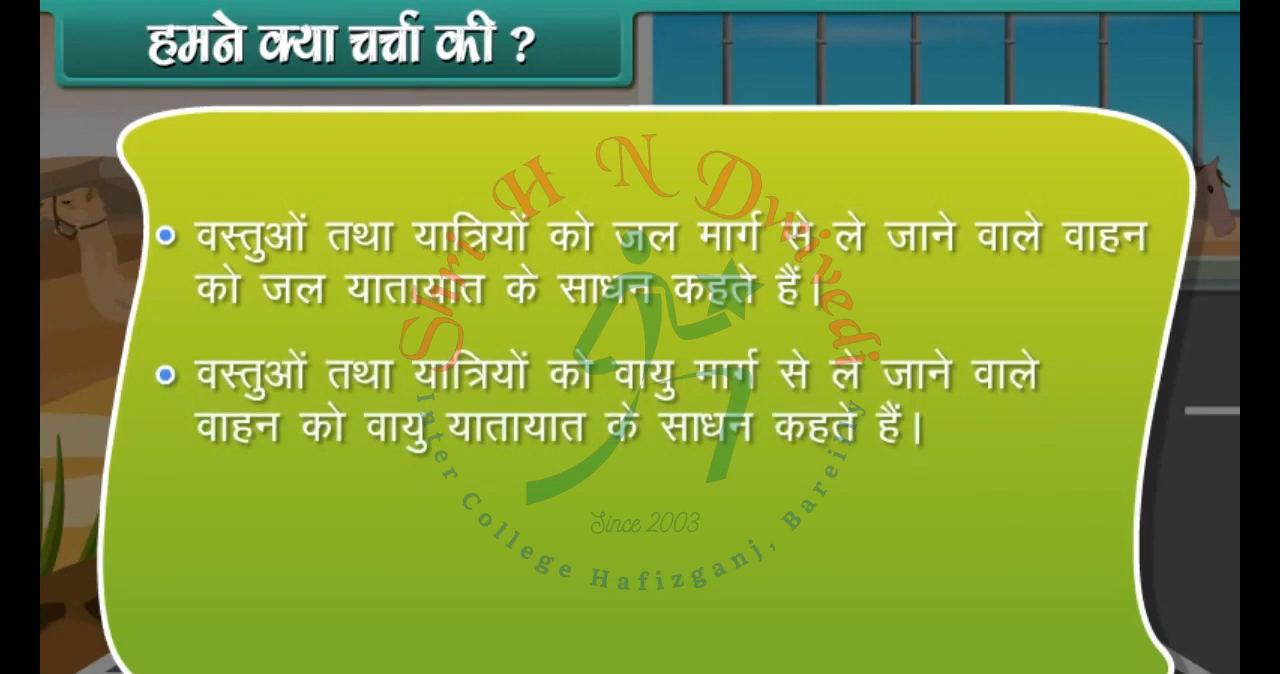 हमने क्या चर्चा की ?
वस्तुओं तथा यात्रियों को जल मार्ग से ले जाने वाले वाहन
को जल यातायात के साधन कहते हैं।
वस्तुओं तथा यात्रियों को वायु मार्ग से ले जाने वाले
वाहन को वायु यातायात के साधन कहते हैं।
Shri H N Dwivedi
Inter College Hafizganj, Bareilly
Since 2003